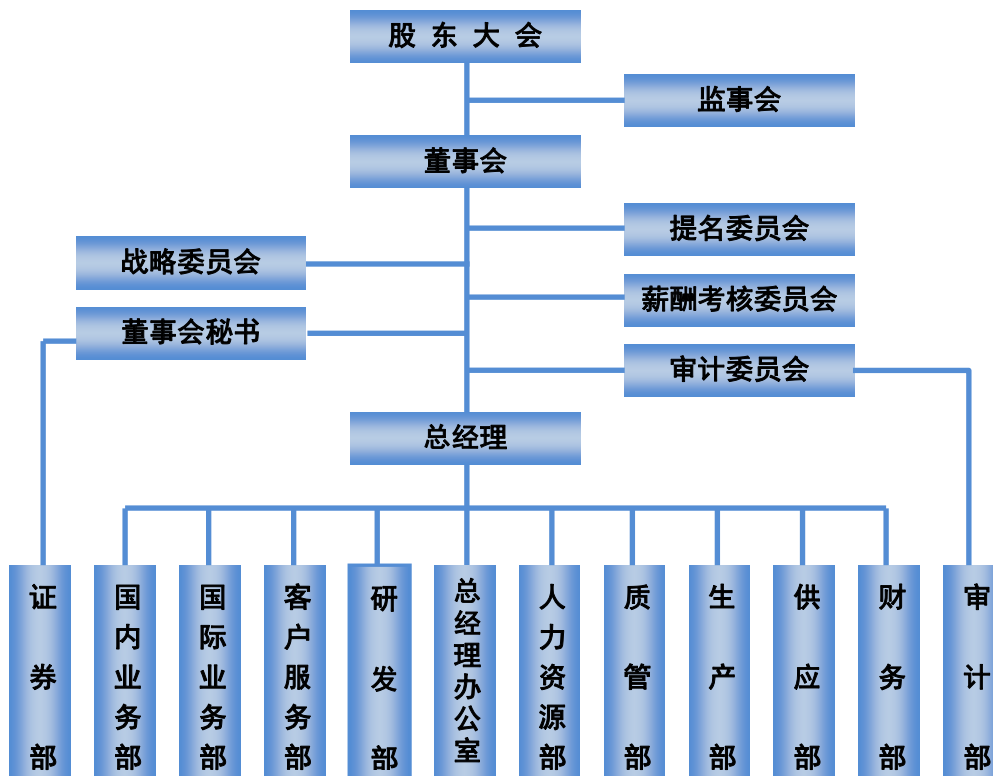 股 东 大 会
监事会
董事会
提名委员会
战略委员会
薪酬考核委员会
董事会秘书
审计委员会
总经理
证券部
国内业务部
国际业务部
客户服务部
研发部
总经理办公室
人力资源部
质管部
生产部
供应部
财务部
审计部